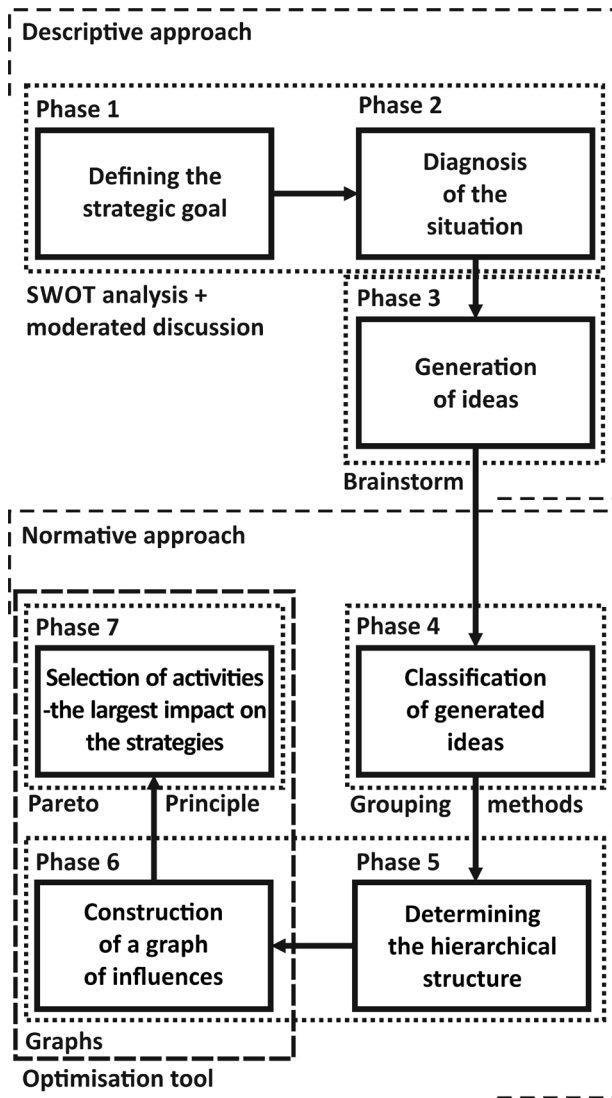 Descriptive approach
Phase 1
Defining the
strategic goal
Phase 2
Diagnosis
of the
situation
SWOT analysis +
moderated discussion
Phase 3
Generation
of ideas
Brainstorm
Normative approach
Phase 4
Classification
of generated
ideas
Grouping methods
Phase 5
Determining
the hierarchical
structure
Phase 6
Construction
of a graph
of influences
Graphs
Phase 7
Selection of activities
-the largest impact on
the strategies
Pareto Principle
Optimisation tool